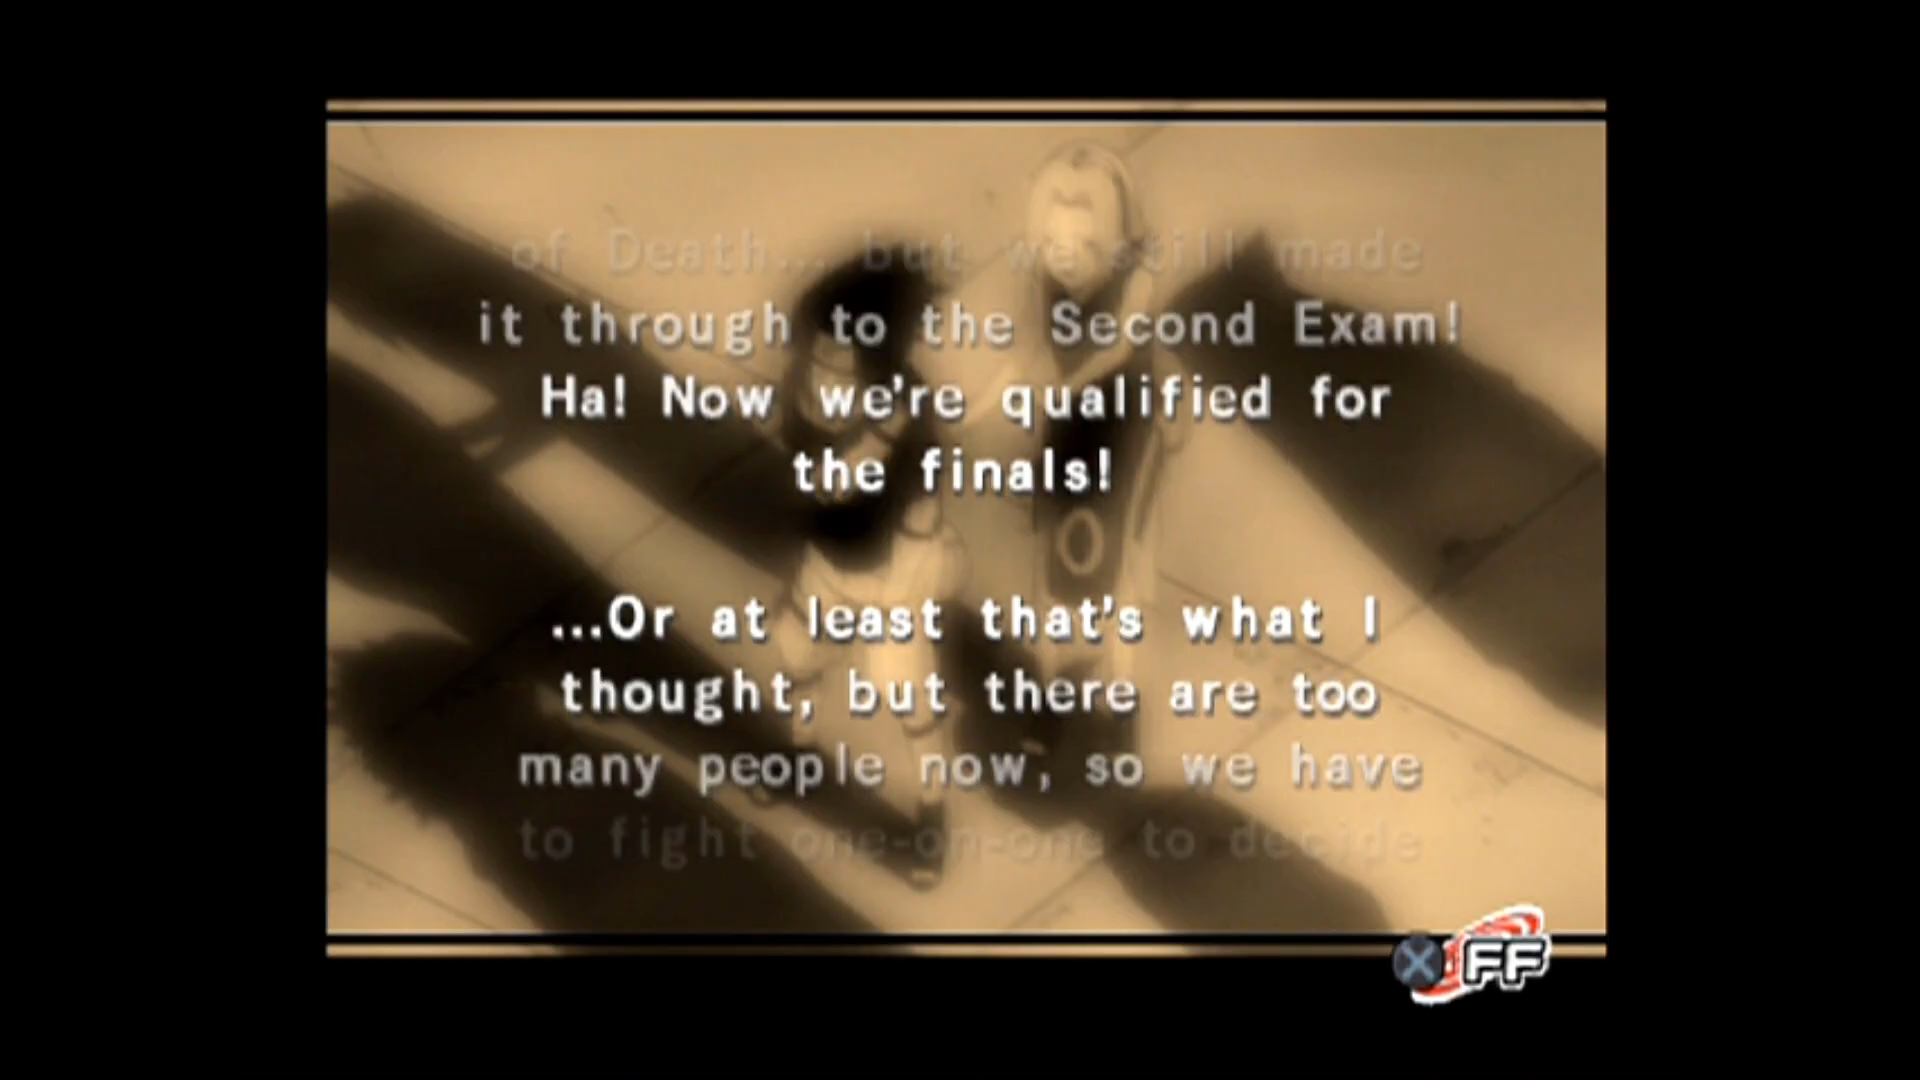 of Death... but we still made
it through to the Second Exam!
Ha! Now we're qualified for
the finals!
...Or at least that's what I
thought, but there are too
many people now, so we have
to fight one-on-one to decide
FF